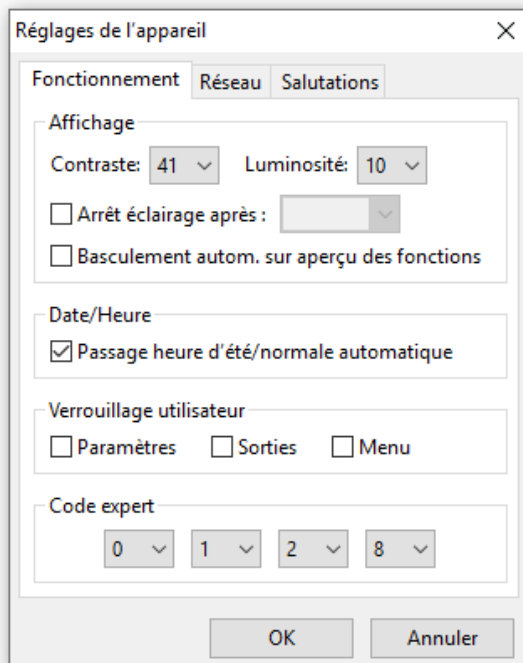 Réglages de l'appareil
Fonctionnement Réseau Salutations
Affichage
Contraste: 41 Luminosité: 10
Arrêt éclairage après :
Basculement autom. sur aperçu des fonctions
Date/Heure
Passage heure d'été/normale automatique
Verrouillage utilisateur
Paramètres Sorties Menu
Code expert
0 1 2 8
OK Annuler